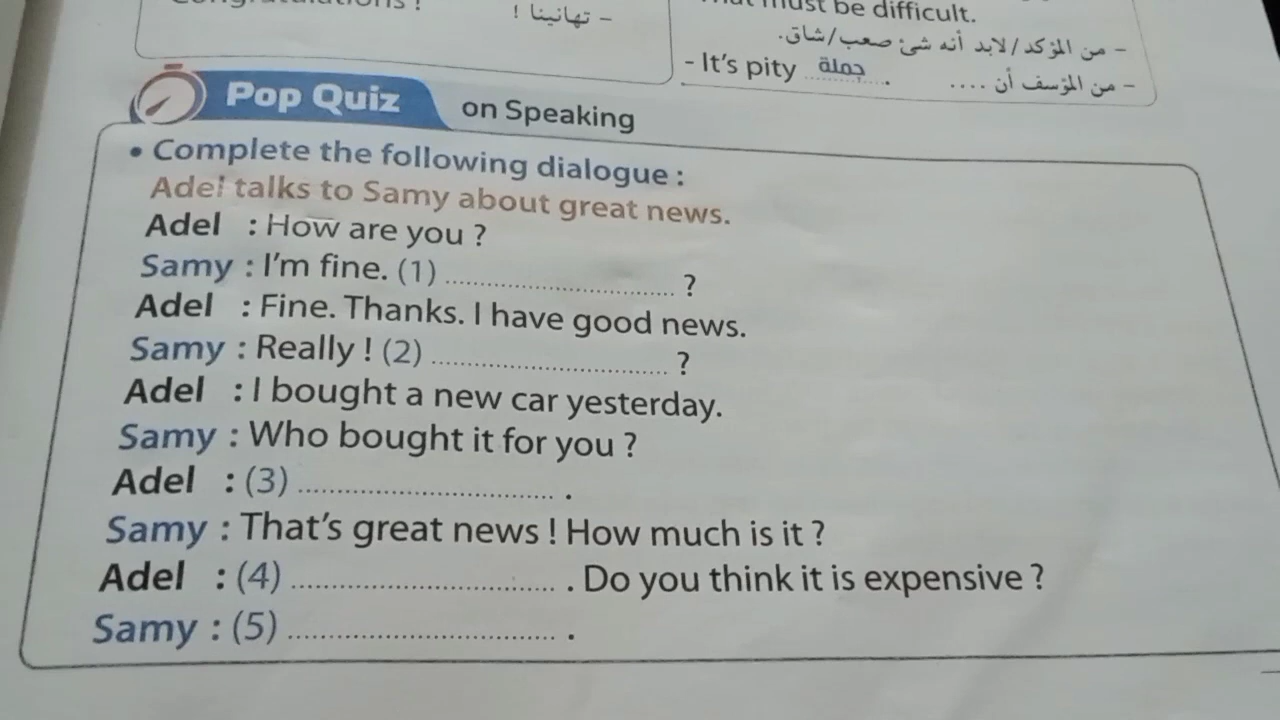 - تهانينا !
must be difficult.
- من المؤكد/لابد أنه شئ صعب/شاق.
- It's pity جملة .
- من المؤسف أن ....
Pop Quiz on Speaking
• Complete the following dialogue :
Adel talks to Samy about great news.
Adel : How are you ?
Samy : I'm fine. (1) .................... ?
Adel : Fine. Thanks. I have good news.
Samy : Really ! (2) .................... ?
Adel : I bought a new car yesterday.
Samy : Who bought it for you ?
Adel : (3) .................... .
Samy : That's great news ! How much is it ?
Adel : (4) .................... . Do you think it is expensive ?
Samy : (5) .................... .